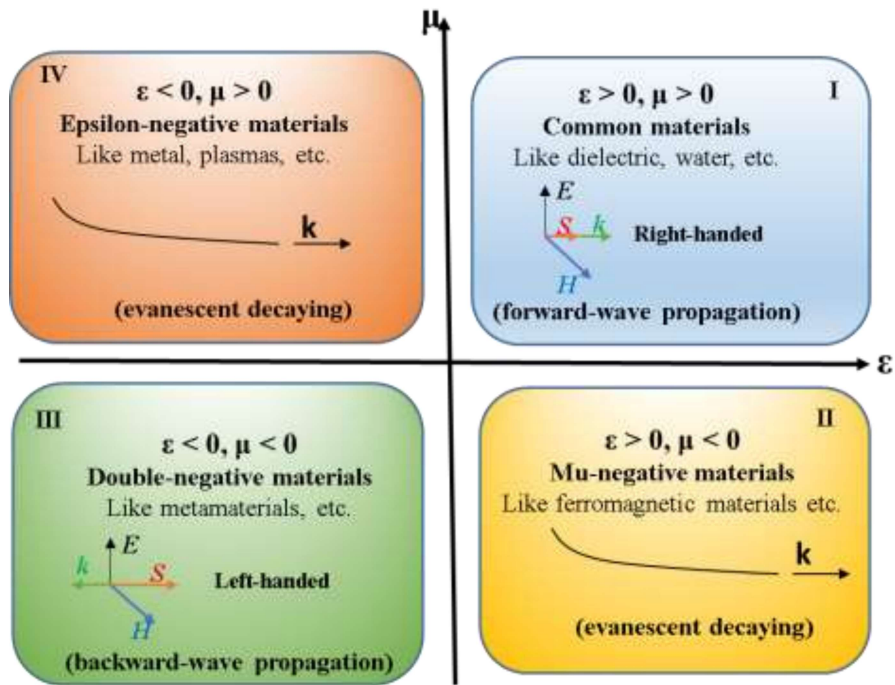 μ
IV
ε < 0, μ > 0
Epsilon-negative materials
Like metal, plasmas, etc.
k
(evanescent decaying)
I
ε > 0, μ > 0
Common materials
Like dielectric, water, etc.
E
S k
Right-handed
H
(forward-wave propagation)
ε
III
ε < 0, μ < 0
Double-negative materials
Like metamaterials, etc.
E
k S
Left-handed
H
(backward-wave propagation)
II
ε > 0, μ < 0
Mu-negative materials
Like ferromagnetic materials etc.
k
(evanescent decaying)